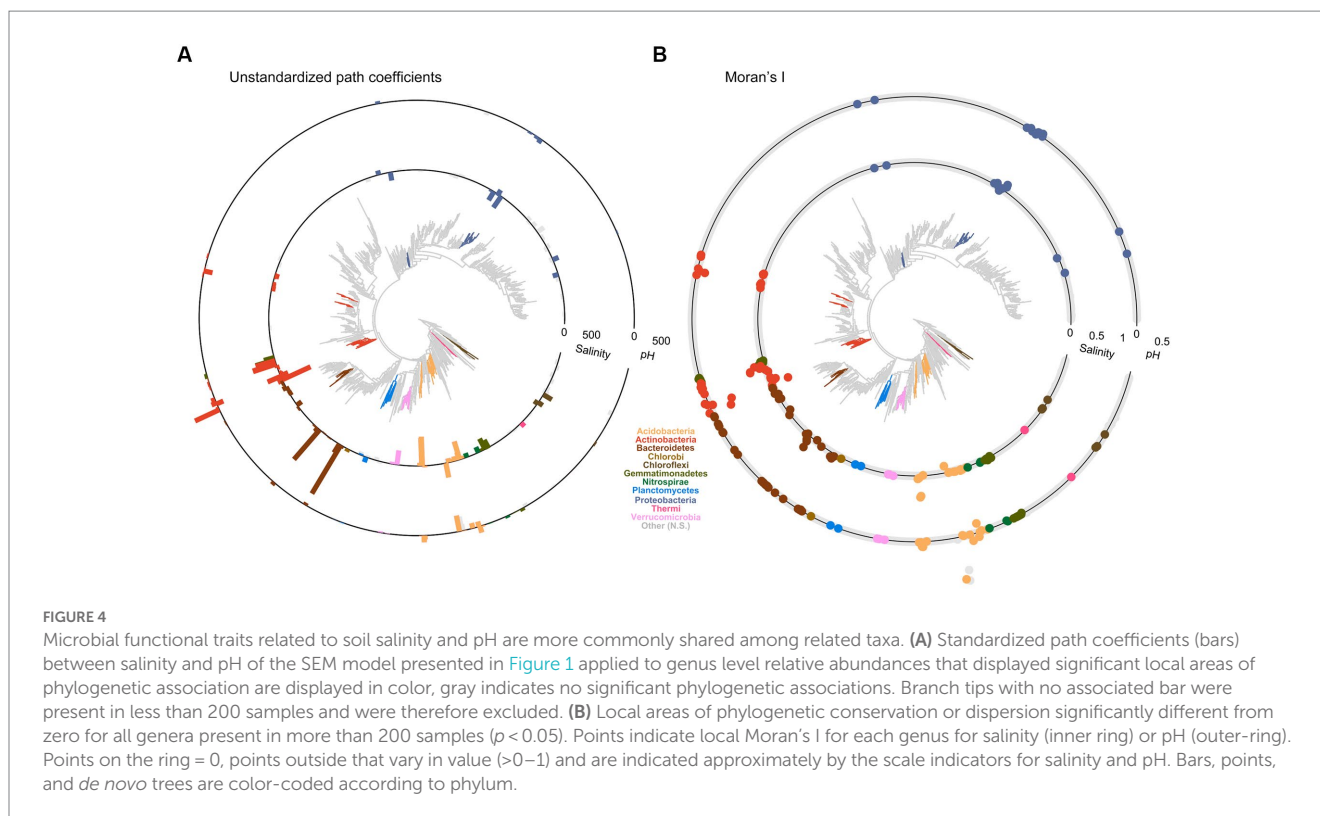 A
B
Unstandardized path coefficients
Moran's I
0
500
Salinity
0
500
pH
0
0.5
1
Salinity
0
0.5
pH
Acidobacteria
Actinobacteria
Bacteroidetes
Chlorobi
Chloroflexi
Gemmatimonadetes
Nitrospirae
Planctomycetes
Proteobacteria
Thermi
Verrucomicrobia
Other (N.S.)
FIGURE 4
Microbial functional traits related to soil salinity and pH are more commonly shared among related taxa. (A) Standardized path coefficients (bars)
between salinity and pH of the SEM model presented in Figure 1 applied to genus level relative abundances that displayed significant local areas of
phylogenetic association are displayed in color, gray indicates no significant phylogenetic associations. Branch tips with no associated bar were
present in less than 200 samples and were therefore excluded. (B) Local areas of phylogenetic conservation or dispersion significantly different from
zero for all genera present in more than 200 samples (p < 0.05). Points indicate local Moran's I for each genus for salinity (inner ring) or pH (outer-ring).
Points on the ring = 0, points outside that vary in value (>0–1) and are indicated approximately by the scale indicators for salinity and pH. Bars, points,
and de novo trees are color-coded according to phylum.